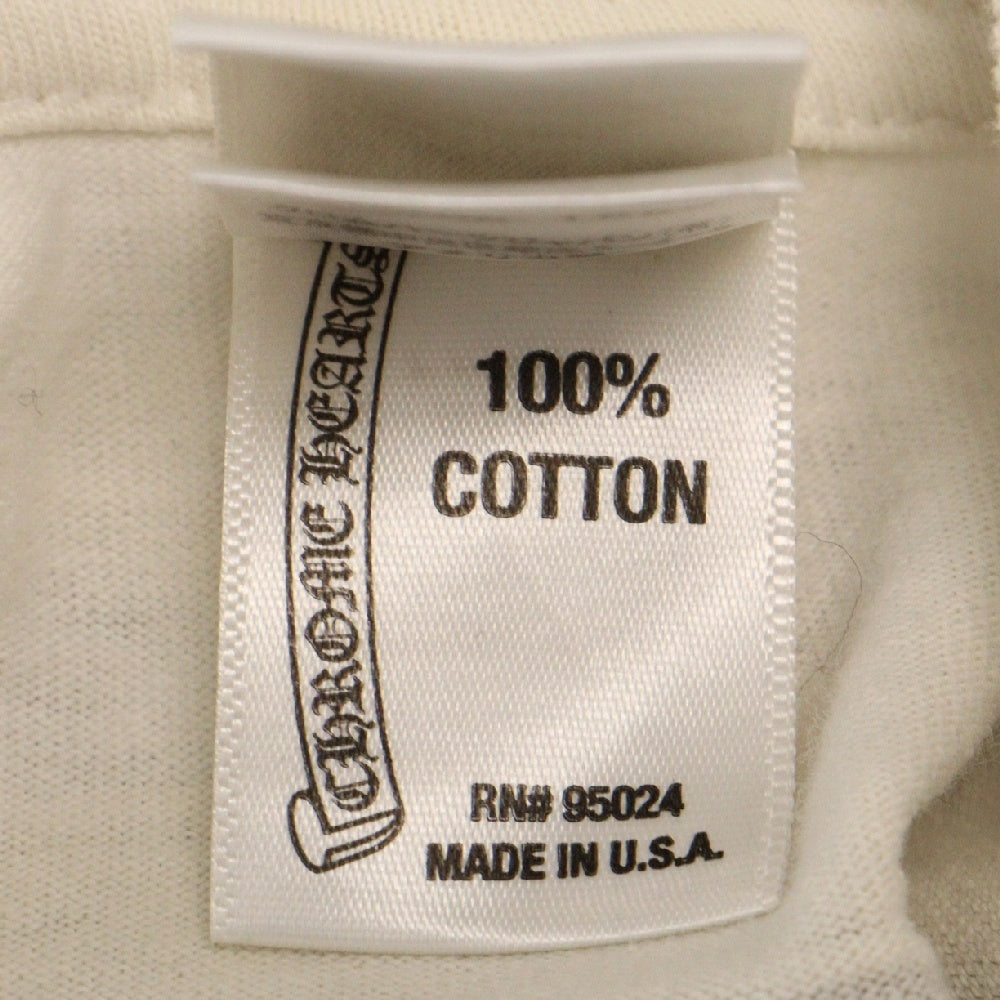 CHROME HEARTS
100%
COTTON
RN# 95024
MADE IN U.S.A.